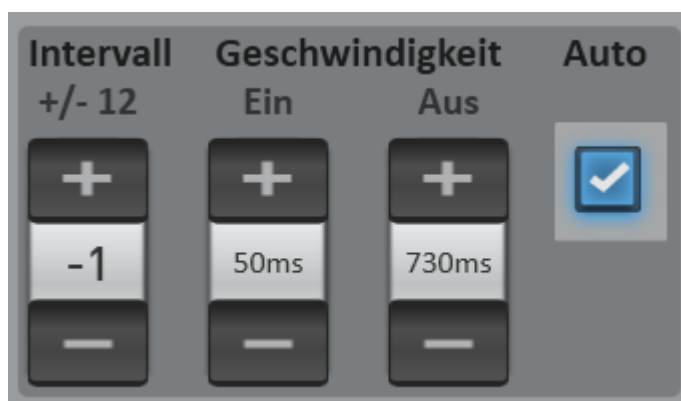 Intervall Geschwindigkeit Auto
+/- 12 Ein Aus
+ + +
-1 50ms 730ms
− − −